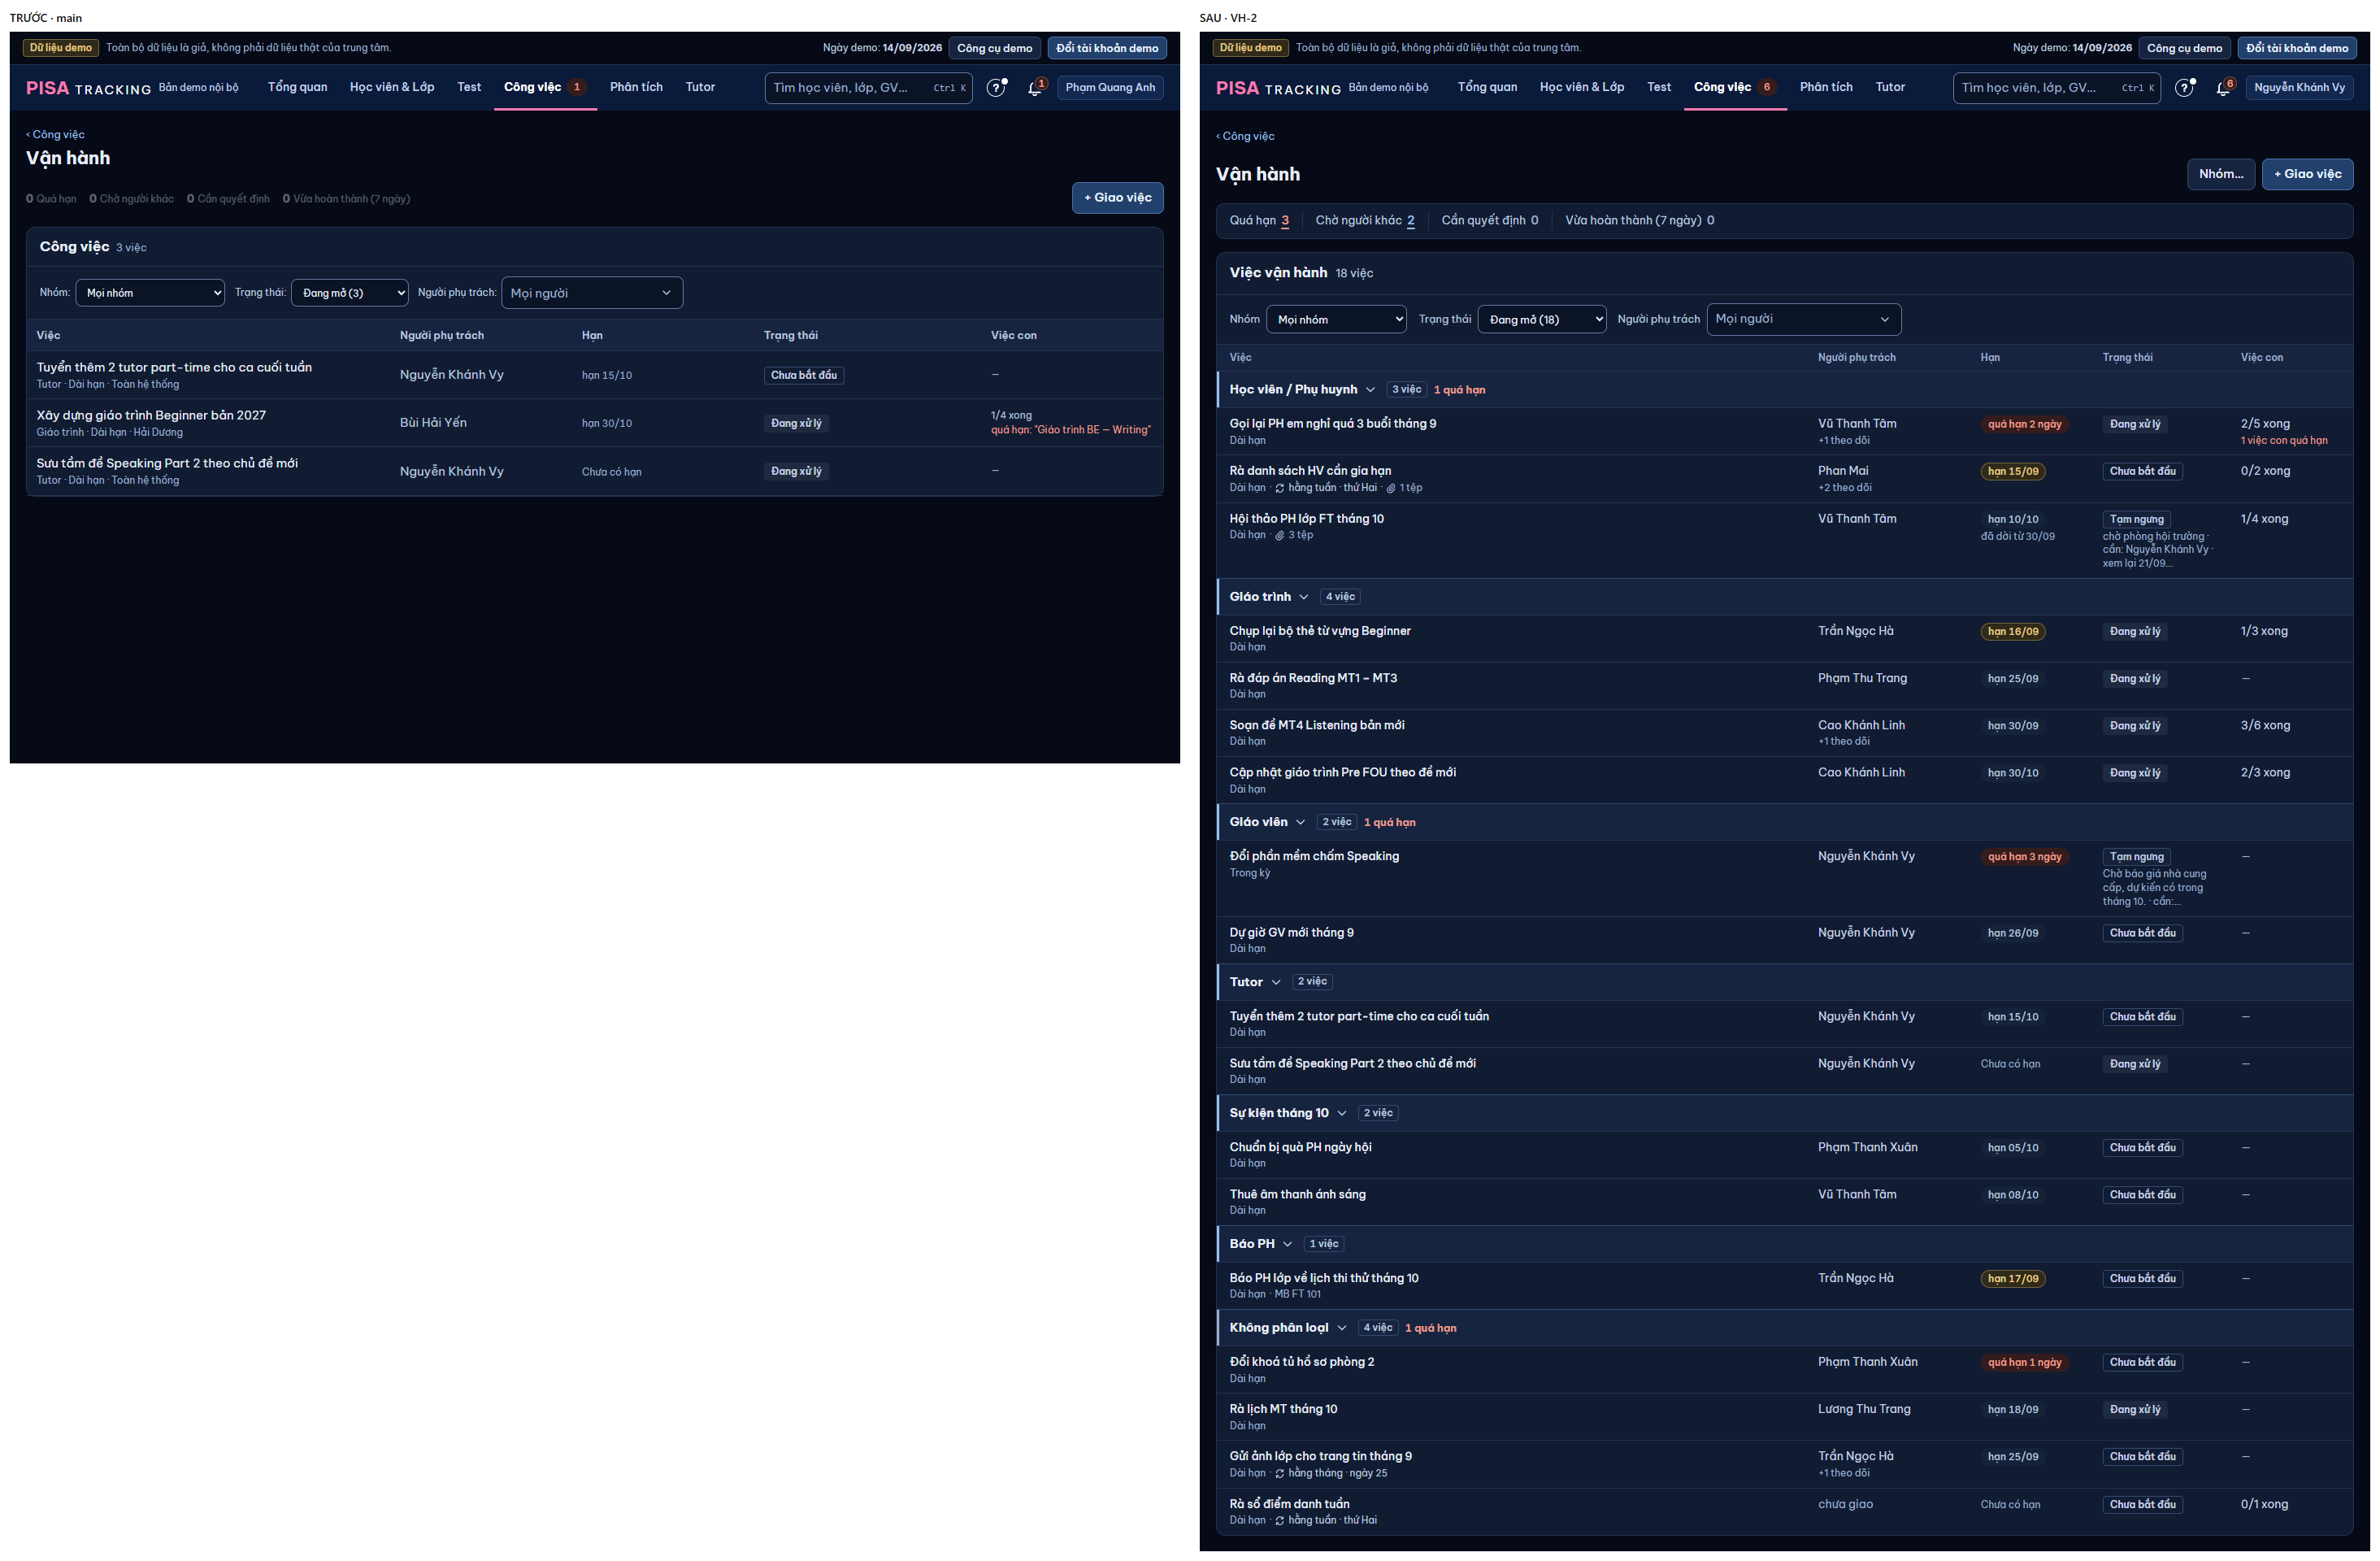 TRƯỚC · main
Dữ liệu demo Toàn bộ dữ liệu là giả, không phải dữ liệu thật của trung tâm. Ngày demo: 14/09/2026 Công cụ demo Đổi tài khoản demo
PISA TRACKING Bản demo nội bộ Tổng quan Học viên & Lớp Test Công việc 1 Phân tích Tutor Tìm học viên, lớp, GV... Ctrl K ? 1 Phạm Quang Anh
‹ Công việc
Vận hành
0 Quá hạn 0 Chờ người khác 0 Cần quyết định 0 Vừa hoàn thành (7 ngày) + Giao việc
Công việc 3 việc
Nhóm: Mọi nhóm Trạng thái: Đang mở (3) Người phụ trách: Mọi người
Việc Người phụ trách Hạn Trạng thái Việc con
Tuyển thêm 2 tutor part-time cho ca cuối tuần Nguyễn Khánh Vy hạn 15/10 Chưa bắt đầu –
Tutor · Dài hạn · Toàn hệ thống
Xây dựng giáo trình Beginner bản 2027 Bùi Hải Yến hạn 30/10 Đang xử lý 1/4 xong
Giáo trình · Dài hạn · Hải Dương quá hạn: "Giáo trình BE — Writing"
Sưu tầm đề Speaking Part 2 theo chủ đề mới Nguyễn Khánh Vy Chưa có hạn Đang xử lý –
Tutor · Dài hạn · Toàn hệ thống
SAU · VH-2
Dữ liệu demo Toàn bộ dữ liệu là giả, không phải dữ liệu thật của trung tâm. Ngày demo: 14/09/2026 Công cụ demo Đổi tài khoản demo
PISA TRACKING Bản demo nội bộ Tổng quan Học viên & Lớp Test Công việc 6 Phân tích Tutor Tìm học viên, lớp, GV... Ctrl K ? 6 Nguyễn Khánh Vy
‹ Công việc
Vận hành Nhóm... + Giao việc
Quá hạn 3 Chờ người khác 2 Cần quyết định 0 Vừa hoàn thành (7 ngày) 0
Việc vận hành 18 việc
Nhóm Mọi nhóm Trạng thái Đang mở (18) Người phụ trách Mọi người
Việc Người phụ trách Hạn Trạng thái Việc con
Học viên / Phụ huynh 3 việc 1 quá hạn
Gọi lại PH em nghỉ quá 3 buổi tháng 9 Vũ Thanh Tâm quá hạn 2 ngày Đang xử lý 2/5 xong
Dài hạn +1 theo dõi 1 việc con quá hạn
Rà danh sách HV cần gia hạn Phan Mai hạn 15/09 Chưa bắt đầu 0/2 xong
Dài hạn · hằng tuần · thứ Hai · 1 tệp +2 theo dõi
Hội thảo PH lớp FT tháng 10 Vũ Thanh Tâm hạn 10/10 Tạm ngưng 1/4 xong
Dài hạn · 3 tệp đã dời từ 30/09 chờ phòng hội trường ·
cần: Nguyễn Khánh Vy ·
xem lại 21/09...
Giáo trình 4 việc
Chụp lại bộ thẻ từ vựng Beginner Trần Ngọc Hà hạn 16/09 Đang xử lý 1/3 xong
Dài hạn
Rà đáp án Reading MT1 – MT3 Phạm Thu Trang hạn 25/09 Đang xử lý –
Dài hạn
Soạn đề MT4 Listening bản mới Cao Khánh Linh hạn 30/09 Đang xử lý 3/6 xong
Dài hạn +1 theo dõi
Cập nhật giáo trình Pre FOU theo đề mới Cao Khánh Linh hạn 30/10 Đang xử lý 2/3 xong
Dài hạn
Giáo viên 2 việc 1 quá hạn
Đổi phần mềm chấm Speaking Nguyễn Khánh Vy quá hạn 3 ngày Tạm ngưng –
Trong kỳ Chờ báo giá nhà cung
cấp, dự kiến có trong
tháng 10. · cần:...
Dự giờ GV mới tháng 9 Nguyễn Khánh Vy hạn 26/09 Chưa bắt đầu –
Dài hạn
Tutor 2 việc
Tuyển thêm 2 tutor part-time cho ca cuối tuần Nguyễn Khánh Vy hạn 15/10 Chưa bắt đầu –
Dài hạn
Sưu tầm đề Speaking Part 2 theo chủ đề mới Nguyễn Khánh Vy Chưa có hạn Đang xử lý –
Dài hạn
Sự kiện tháng 10 2 việc
Chuẩn bị quà PH ngày hội Phạm Thanh Xuân hạn 05/10 Chưa bắt đầu –
Dài hạn
Thuê âm thanh ánh sáng Vũ Thanh Tâm hạn 08/10 Chưa bắt đầu –
Dài hạn
Báo PH 1 việc
Báo PH lớp về lịch thi thử tháng 10 Trần Ngọc Hà hạn 17/09 Chưa bắt đầu –
Dài hạn · MB FT 101
Không phân loại 4 việc 1 quá hạn
Đổi khoá tủ hồ sơ phòng 2 Phạm Thanh Xuân quá hạn 1 ngày Chưa bắt đầu –
Dài hạn
Rà lịch MT tháng 10 Lương Thu Trang hạn 18/09 Đang xử lý –
Dài hạn
Gửi ảnh lớp cho trang tin tháng 9 Trần Ngọc Hà hạn 25/09 Chưa bắt đầu –
Dài hạn · hằng tháng · ngày 25 +1 theo dõi
Rà sổ điểm danh tuần chưa giao Chưa có hạn Chưa bắt đầu 0/1 xong
Dài hạn · hằng tuần · thứ Hai